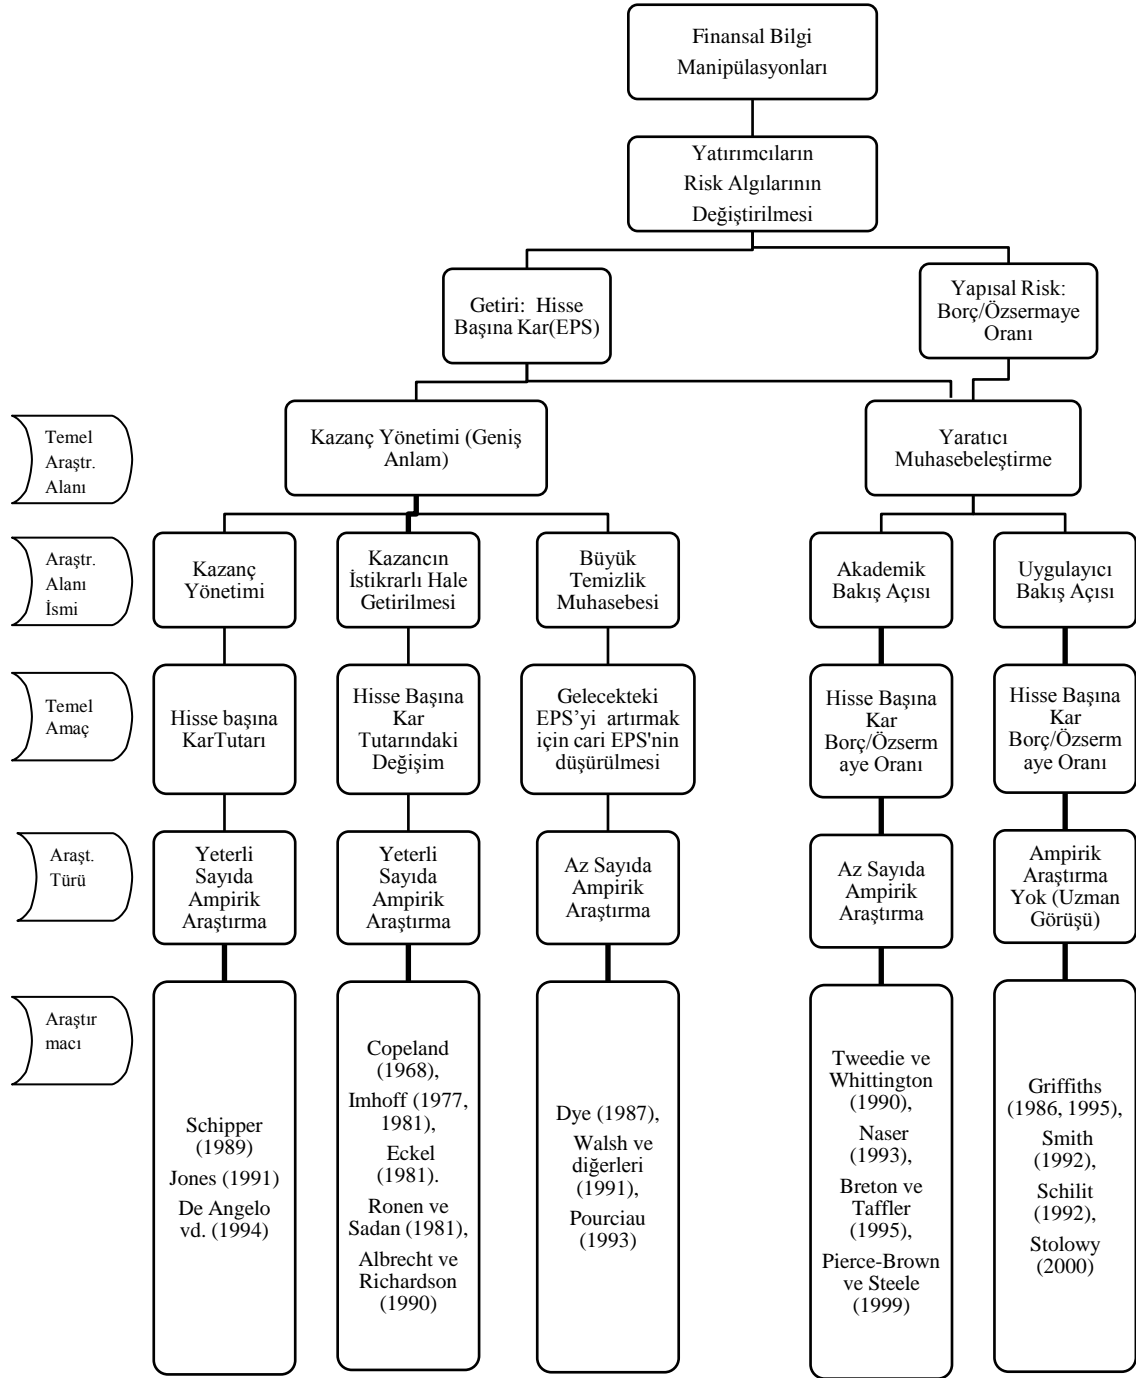 Finansal Bilgi
Manipülasyonları
Yatırımcıların
Risk Algılarının
Değiştirilmesi
Getiri: Hisse
Başına Kar(EPS)
Yapısal Risk:
Borç/Özsermaye
Oranı
Temel
Araştr.
Alanı
Kazanç Yönetimi (Geniş
Anlam)
Yaratıcı
Muhasebeleştirme
Araştr.
Alanı
İsmi
Kazanç
Yönetimi
Kazancın
İstikrarlı Hale
Getirilmesi
Büyük
Temizlik
Muhasebesi
Akademik
Bakış Açısı
Uygulayıcı
Bakış Açısı
Temel
Amaç
Hisse başına
KarTutarı
Hisse Başına
Kar
Tutarındaki
Değişim
Gelecekteki
EPS’yi artırmak
için cari EPS'nin
düşürülmesi
Hisse Başına
Kar
Borç/Özserm
aye Oranı
Hisse Başına
Kar
Borç/Özserm
aye Oranı
Araşt.
Türü
Yeterli
Sayıda
Ampirik
Araştırma
Yeterli
Sayıda
Ampirik
Araştırma
Az Sayıda
Ampirik
Araştırma
Az Sayıda
Ampirik
Araştırma
Ampirik
Araştırma
Yok (Uzman
Görüşü)
Araştır
macı
Schipper
(1989)
Jones (1991)
De Angelo
vd. (1994)
Copeland
(1968),
Imhoff (1977,
1981),
Eckel
(1981).
Ronen ve
Sadan (1981),
Albrecht ve
Richardson
(1990)
Dye (1987),
Walsh ve
diğerleri
(1991),
Pourciau
(1993)
Tweedie ve
Whittington
(1990),
Naser
(1993),
Breton ve
Taffler
(1995),
Pierce-Brown
ve Steele
(1999)
Griffiths
(1986, 1995),
Smith
(1992),
Schilit
(1992),
Stolowy
(2000)